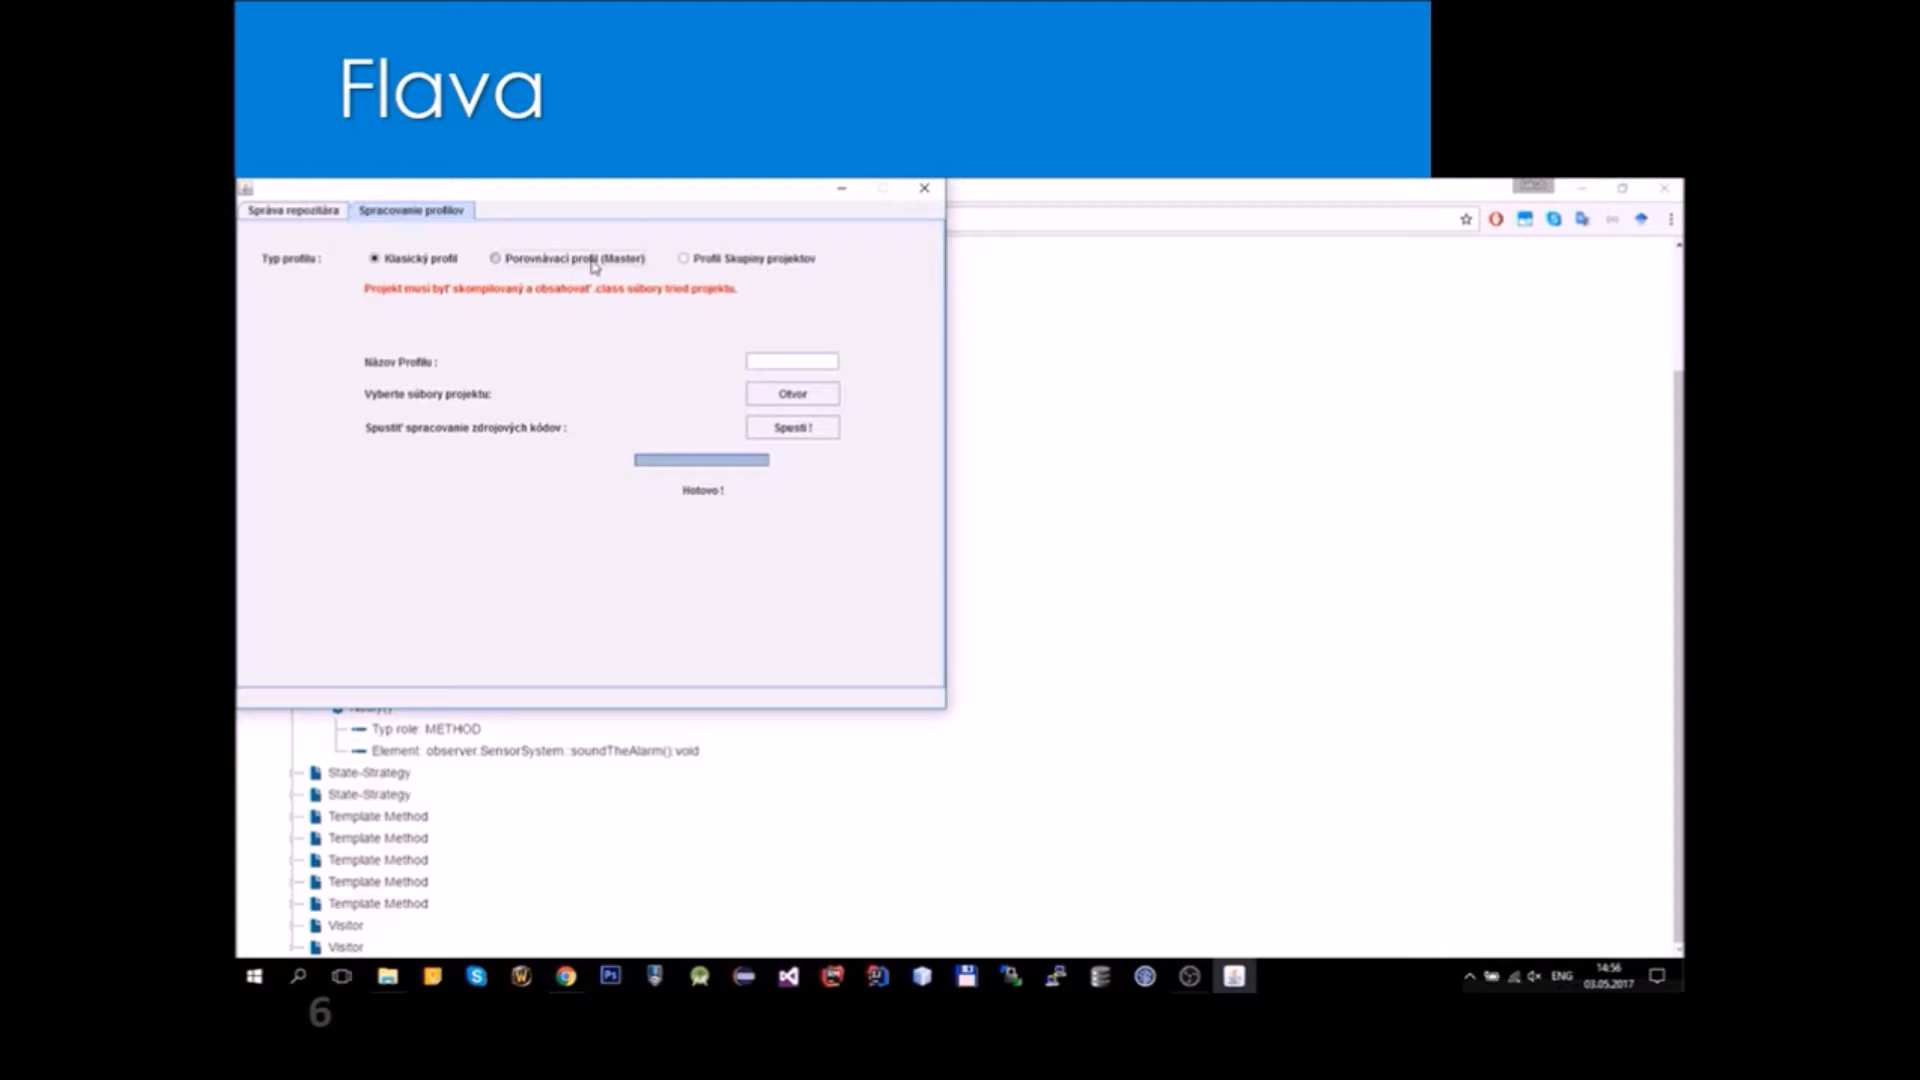 Flava
Správa repozitára
Spracovanie profilov
Typ profilu :
Klasický profil
Porovnávací profil (Master)
Profil Skupiny projektov
Projekt musí byť skompilovaný a obsahovať .class súbory tried projektu.
Názov Profilu :
Vyberte súbory projektu:
Otvor
Spustiť spracovanie zdrojových kódov :
Spusti !
Hotovo !
Typ role: METHOD
Element: observer.SensorSystem::soundTheAlarm():void
State-Strategy
State-Strategy
Template Method
Template Method
Template Method
Template Method
Template Method
Visitor
Visitor
ENG
14:56
03.05.2017
6